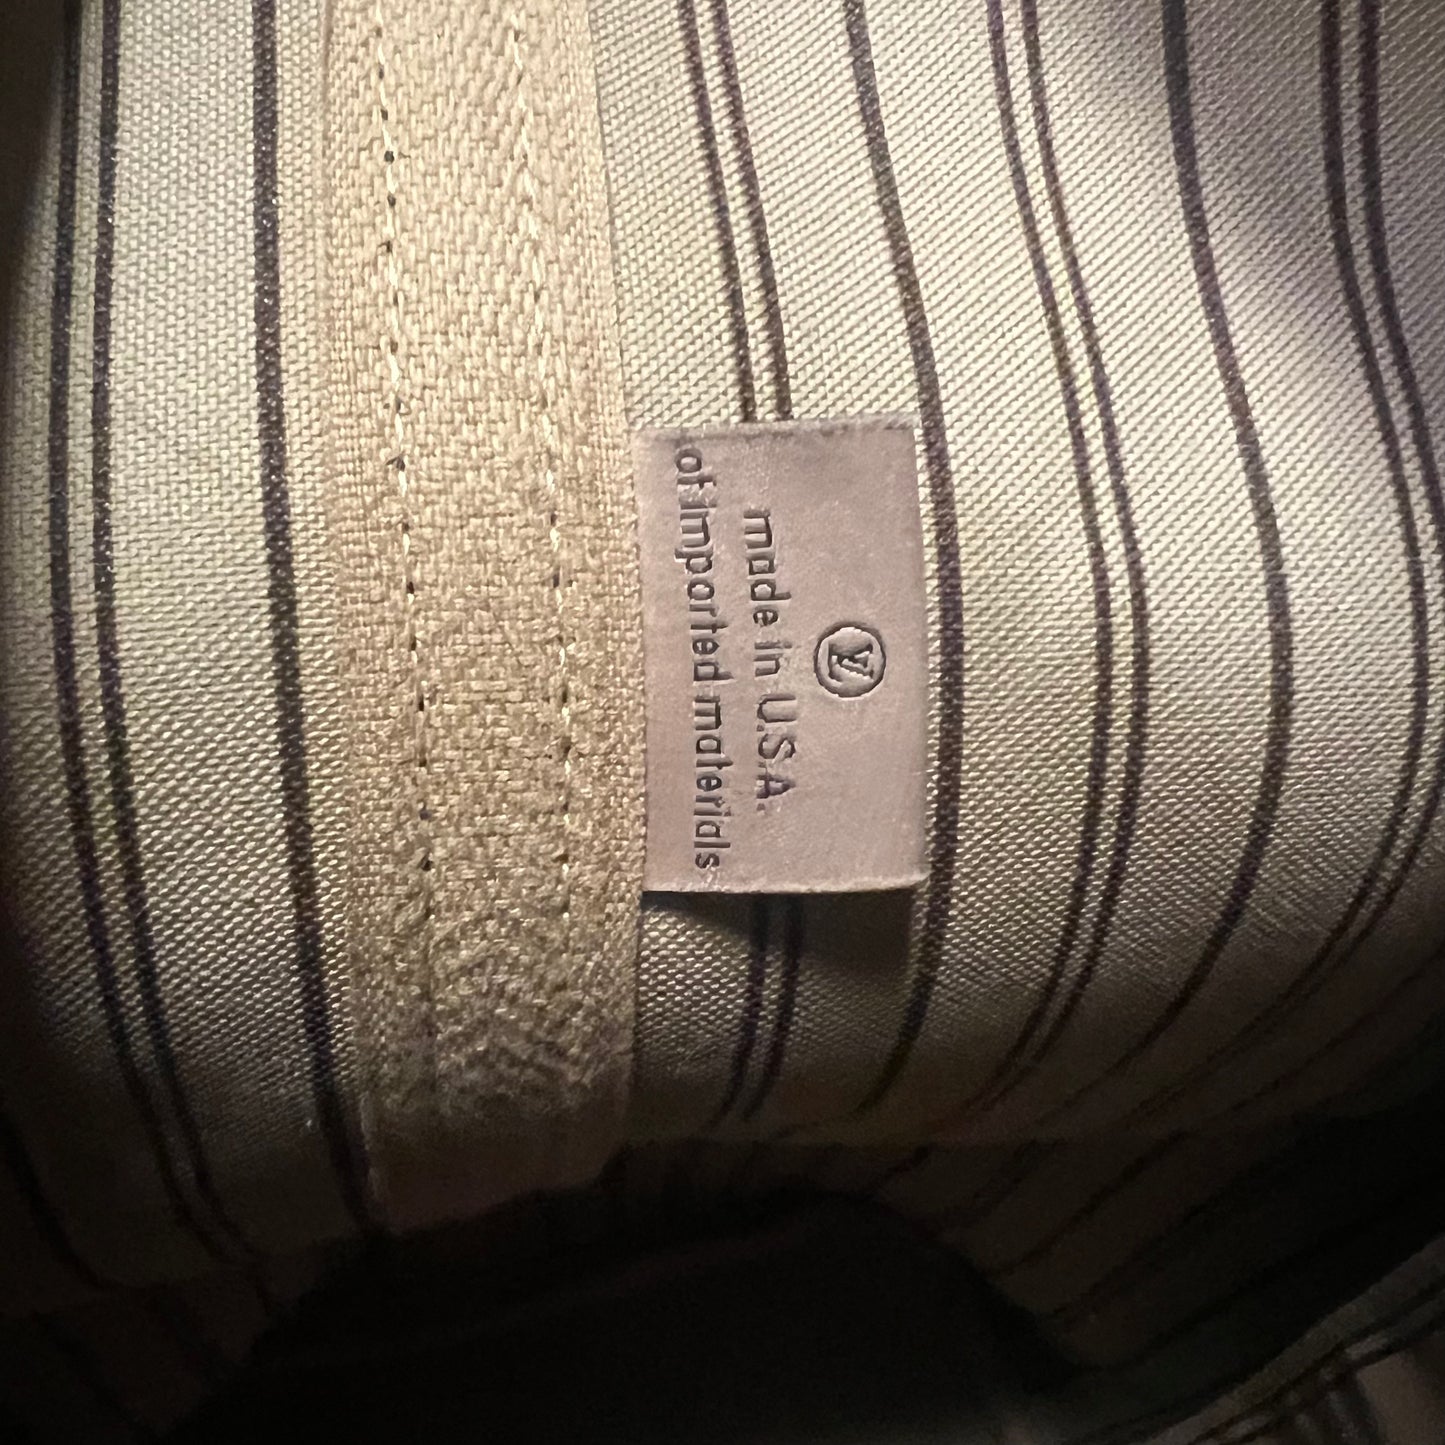 LV
made in U.S.A.
of imported materials